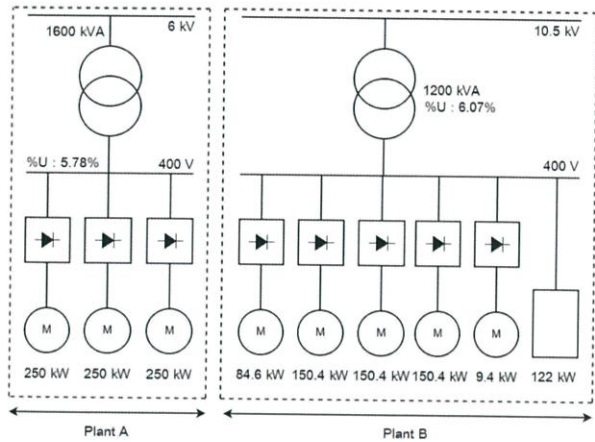 1600 kVA
6 kV
%U : 5.78%
400 V
M
M
M
250 kW 250 kW 250 kW
Plant A
10.5 kV
1200 kVA
%U : 6.07%
400 V
M
M
M
M
M
84.6 kW 150.4 kW 150.4 kW 150.4 kW 9.4 kW 122 kW
Plant B